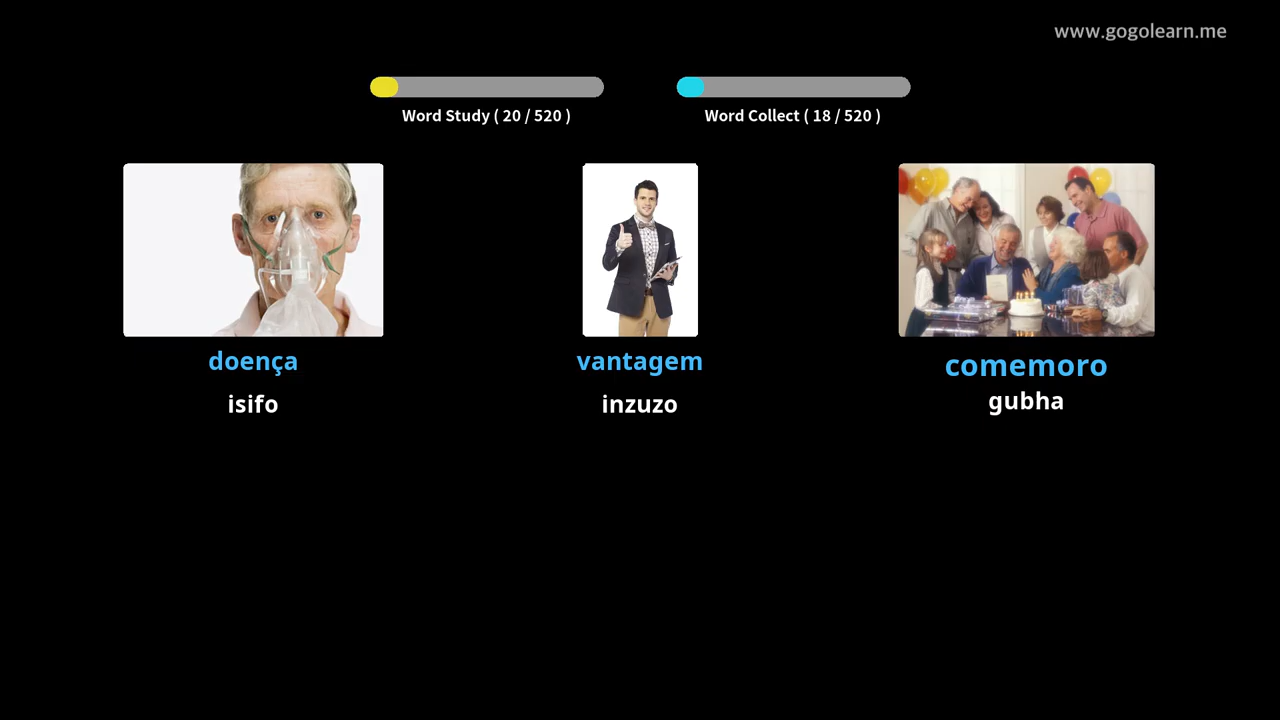 www.gogolearn.me
Word Study ( 20 / 520 )
Word Collect ( 18 / 520 )
doença
vantagem
comemoro
isifo
inzuzo
gubha